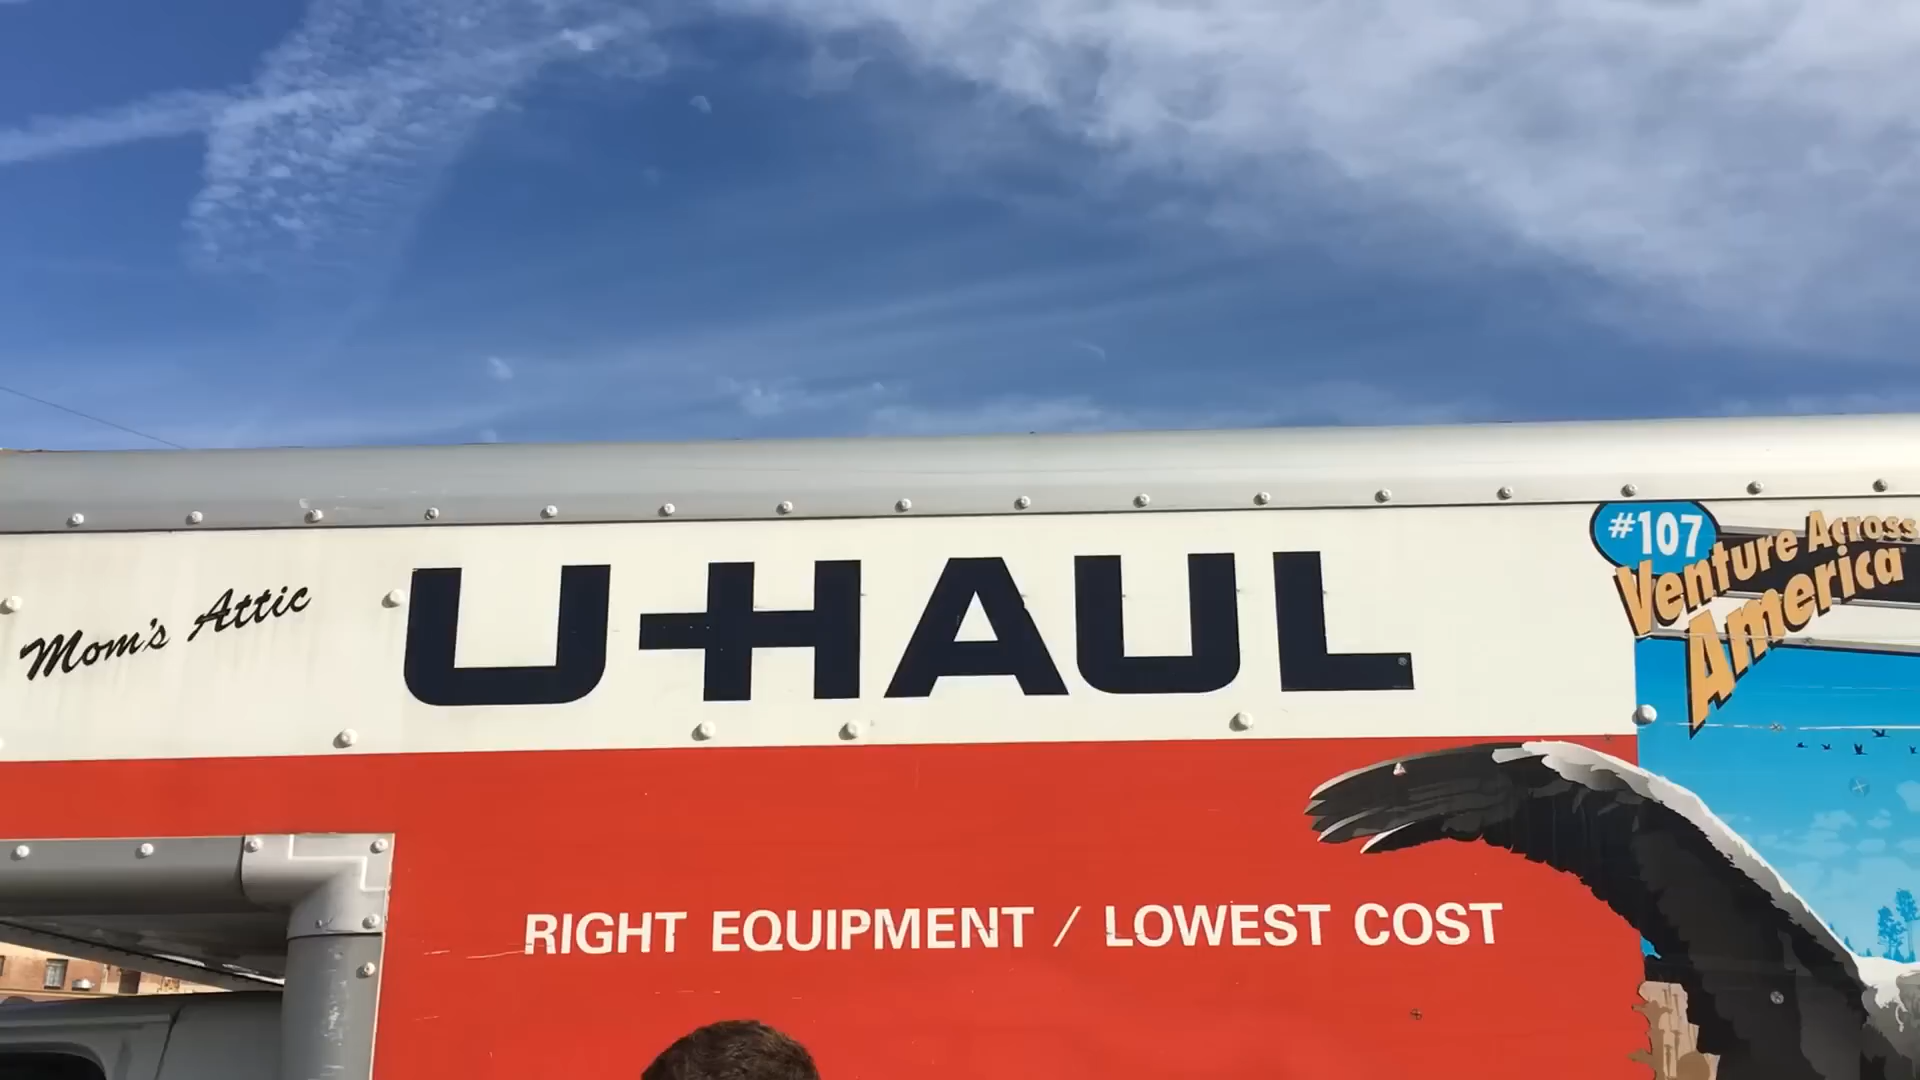 Mom's Attic
U-HAUL
#107
Venture Across
America
RIGHT EQUIPMENT / LOWEST COST